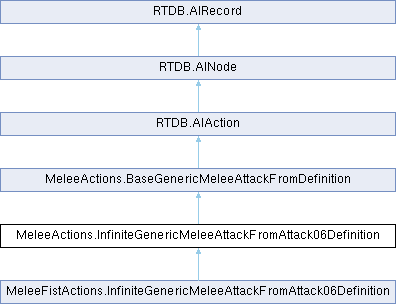 RTDB.AIRecord
RTDB.AINode
RTDB.AIAction
MeleeActions.BaseGenericMeleeAttackFromDefinition
MeleeActions.InfiniteGenericMeleeAttackFromAttack06Definition
MeleeFistActions.InfiniteGenericMeleeAttackFromAttack06Definition